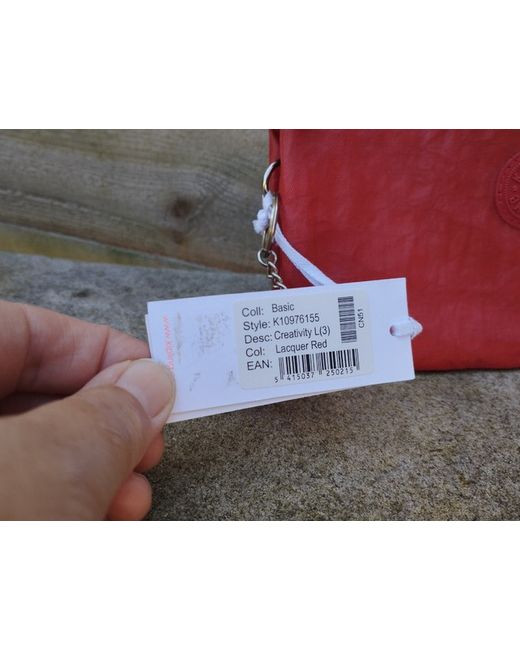 Coll: Basic
Style: K10976155
Desc: Creativity L(3)
Col: Lacquer Red
EAN:
5 415037 250215
CN51